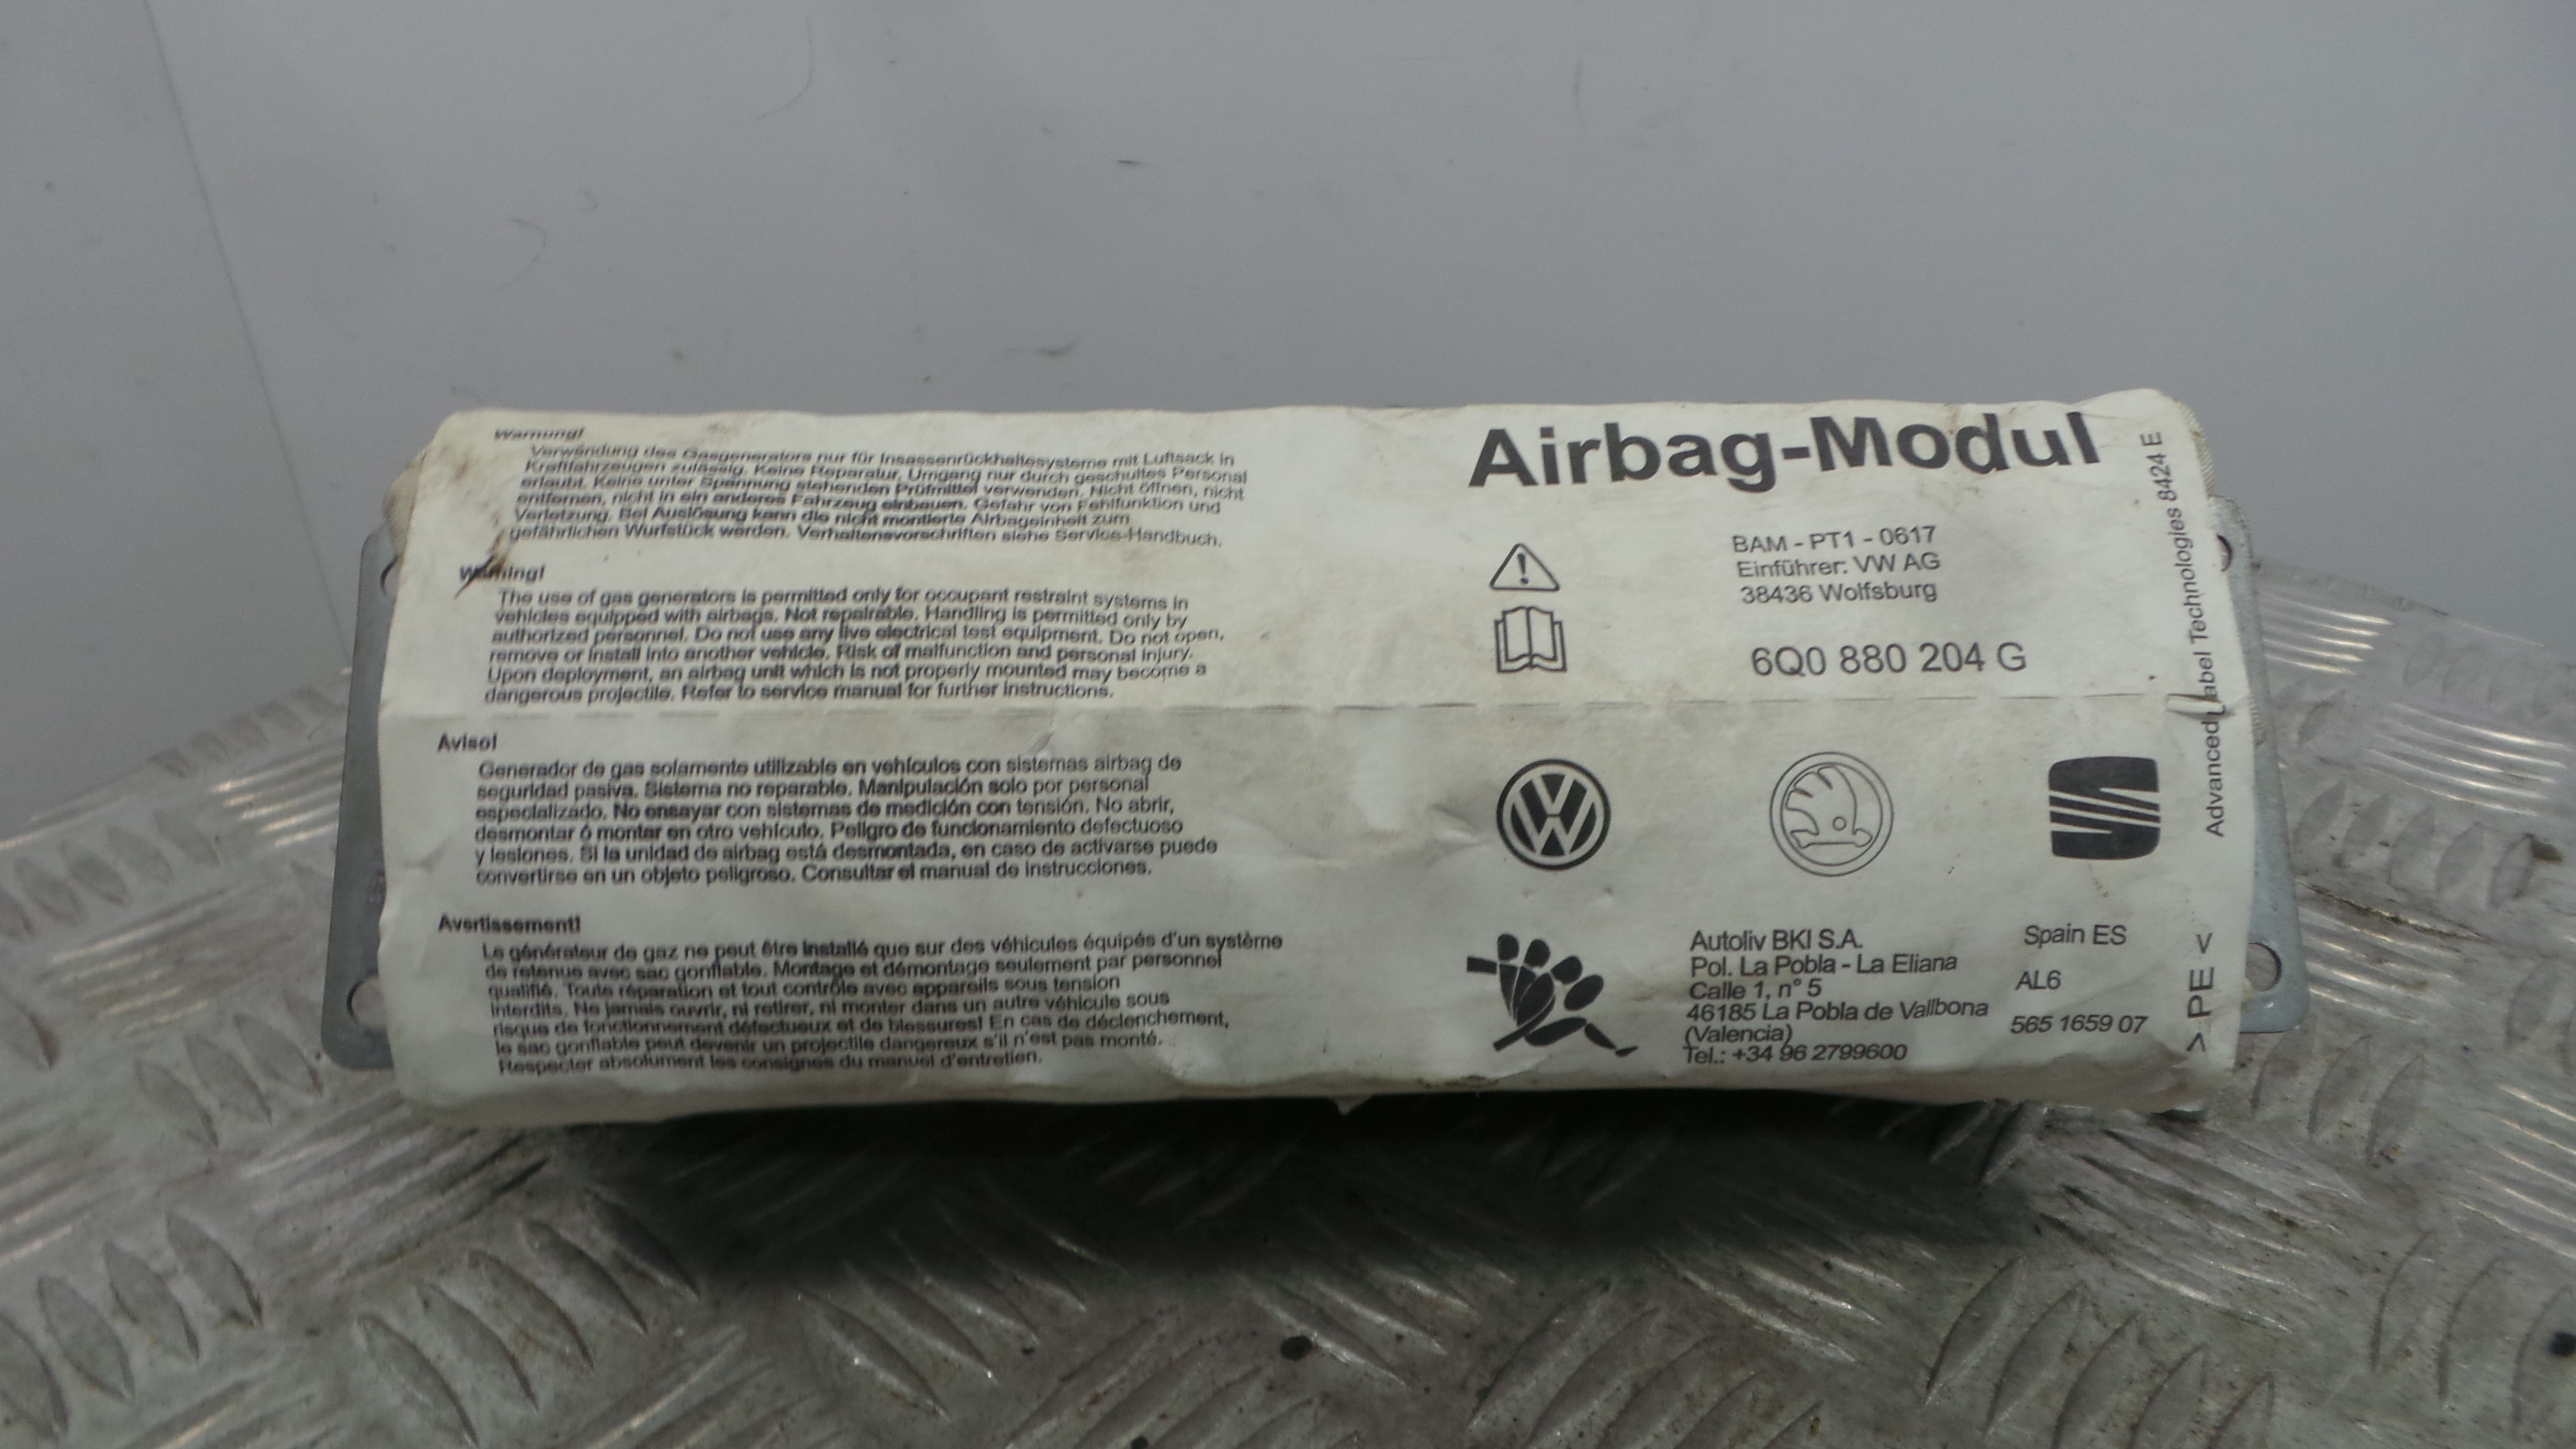 Warnung!
Verwendung des Gasgenerators nur für Insassenrückhaltesysteme mit Luftsack in
Kraftfahrzeugen zulässig. Keine Reparatur. Umgang nur durch geschultes Personal
erlaubt. Keine unter Spannung stehenden Prüfmittel verwenden. Nicht öffnen, nicht
entfernen, nicht in ein anderes Fahrzeug einbauen. Gefahr von Fehlfunktion und
Verletzung. Bei Auslösung kann die nicht montierte Airbageinheit zum
gefährlichen Wurfstück werden. Verhaltensvorschriften siehe Service-Handbuch.
Warning!
The use of gas generators is permitted only for occupant restraint systems in
vehicles equipped with airbags. Not repairable. Handling is permitted only by
authorized personnel. Do not use any live electrical test equipment. Do not open,
remove or install into another vehicle. Risk of malfunction and personal injury.
Upon deployment, an airbag unit which is not properly mounted may become a
dangerous projectile. Refer to service manual for further instructions.
Aviso!
Generador de gas solamente utilizable en vehículos con sistemas airbag de
seguridad pasiva. Sistema no reparable. Manipulación solo por personal
especializado. No ensayar con sistemas de medición con tensión. No abrir,
desmontar ó montar en otro vehículo. Peligro de funcionamiento defectuoso
y lesiones. Si la unidad de airbag está desmontada, en caso de activarse puede
convertirse en un objeto peligroso. Consultar el manual de instrucciones.
Avertissement!
Le générateur de gaz ne peut être installé que sur des véhicules équipés d'un système
de retenue avec sac gonflable. Montage et démontage seulement par personnel
qualifié. Toute réparation et tout contrôle avec appareils sous tension
interdits. Ne jamais ouvrir, ni retirer, ni monter dans un autre véhicule sous
risque de fonctionnement défectueux et de blessures! En cas de déclenchement,
le sac gonflable peut devenir un projectile dangereux s'il n'est pas monté.
Respecter absolument les consignes du manuel d'entretien.
Airbag-Modul
BAM - PT1 - 0617
Einführer: VW AG
38436 Wolfsburg
6Q0 880 204 G
Autoliv BKI S.A.
Pol. La Pobla - La Eliana
Calle 1, n° 5
46185 La Pobla de Vallbona
(Valencia)
Tel.: +34 96 2799600
Spain ES
AL6
565 1659 07
Advanced Label Technologies 8424 E
> PE <